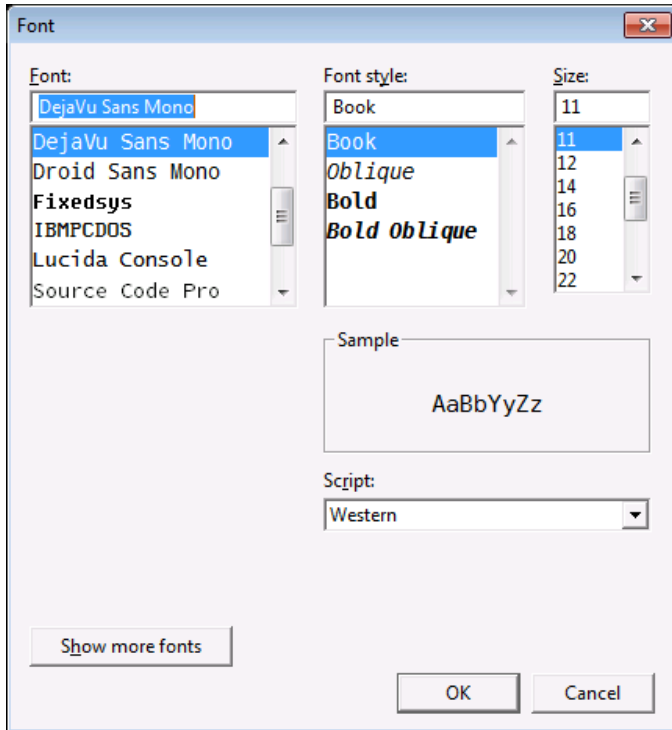 Font
Font:
Font style:
Size:
DejaVu Sans Mono
Book
11
DejaVu Sans Mono
Droid Sans Mono
Fixedsys
IBMPCDOS
Lucida Console
Source Code Pro
Book
Oblique
Bold
Bold Oblique
11
12
14
16
18
20
22
Sample
AaBbYyZz
Script:
Western
Show more fonts
OK
Cancel